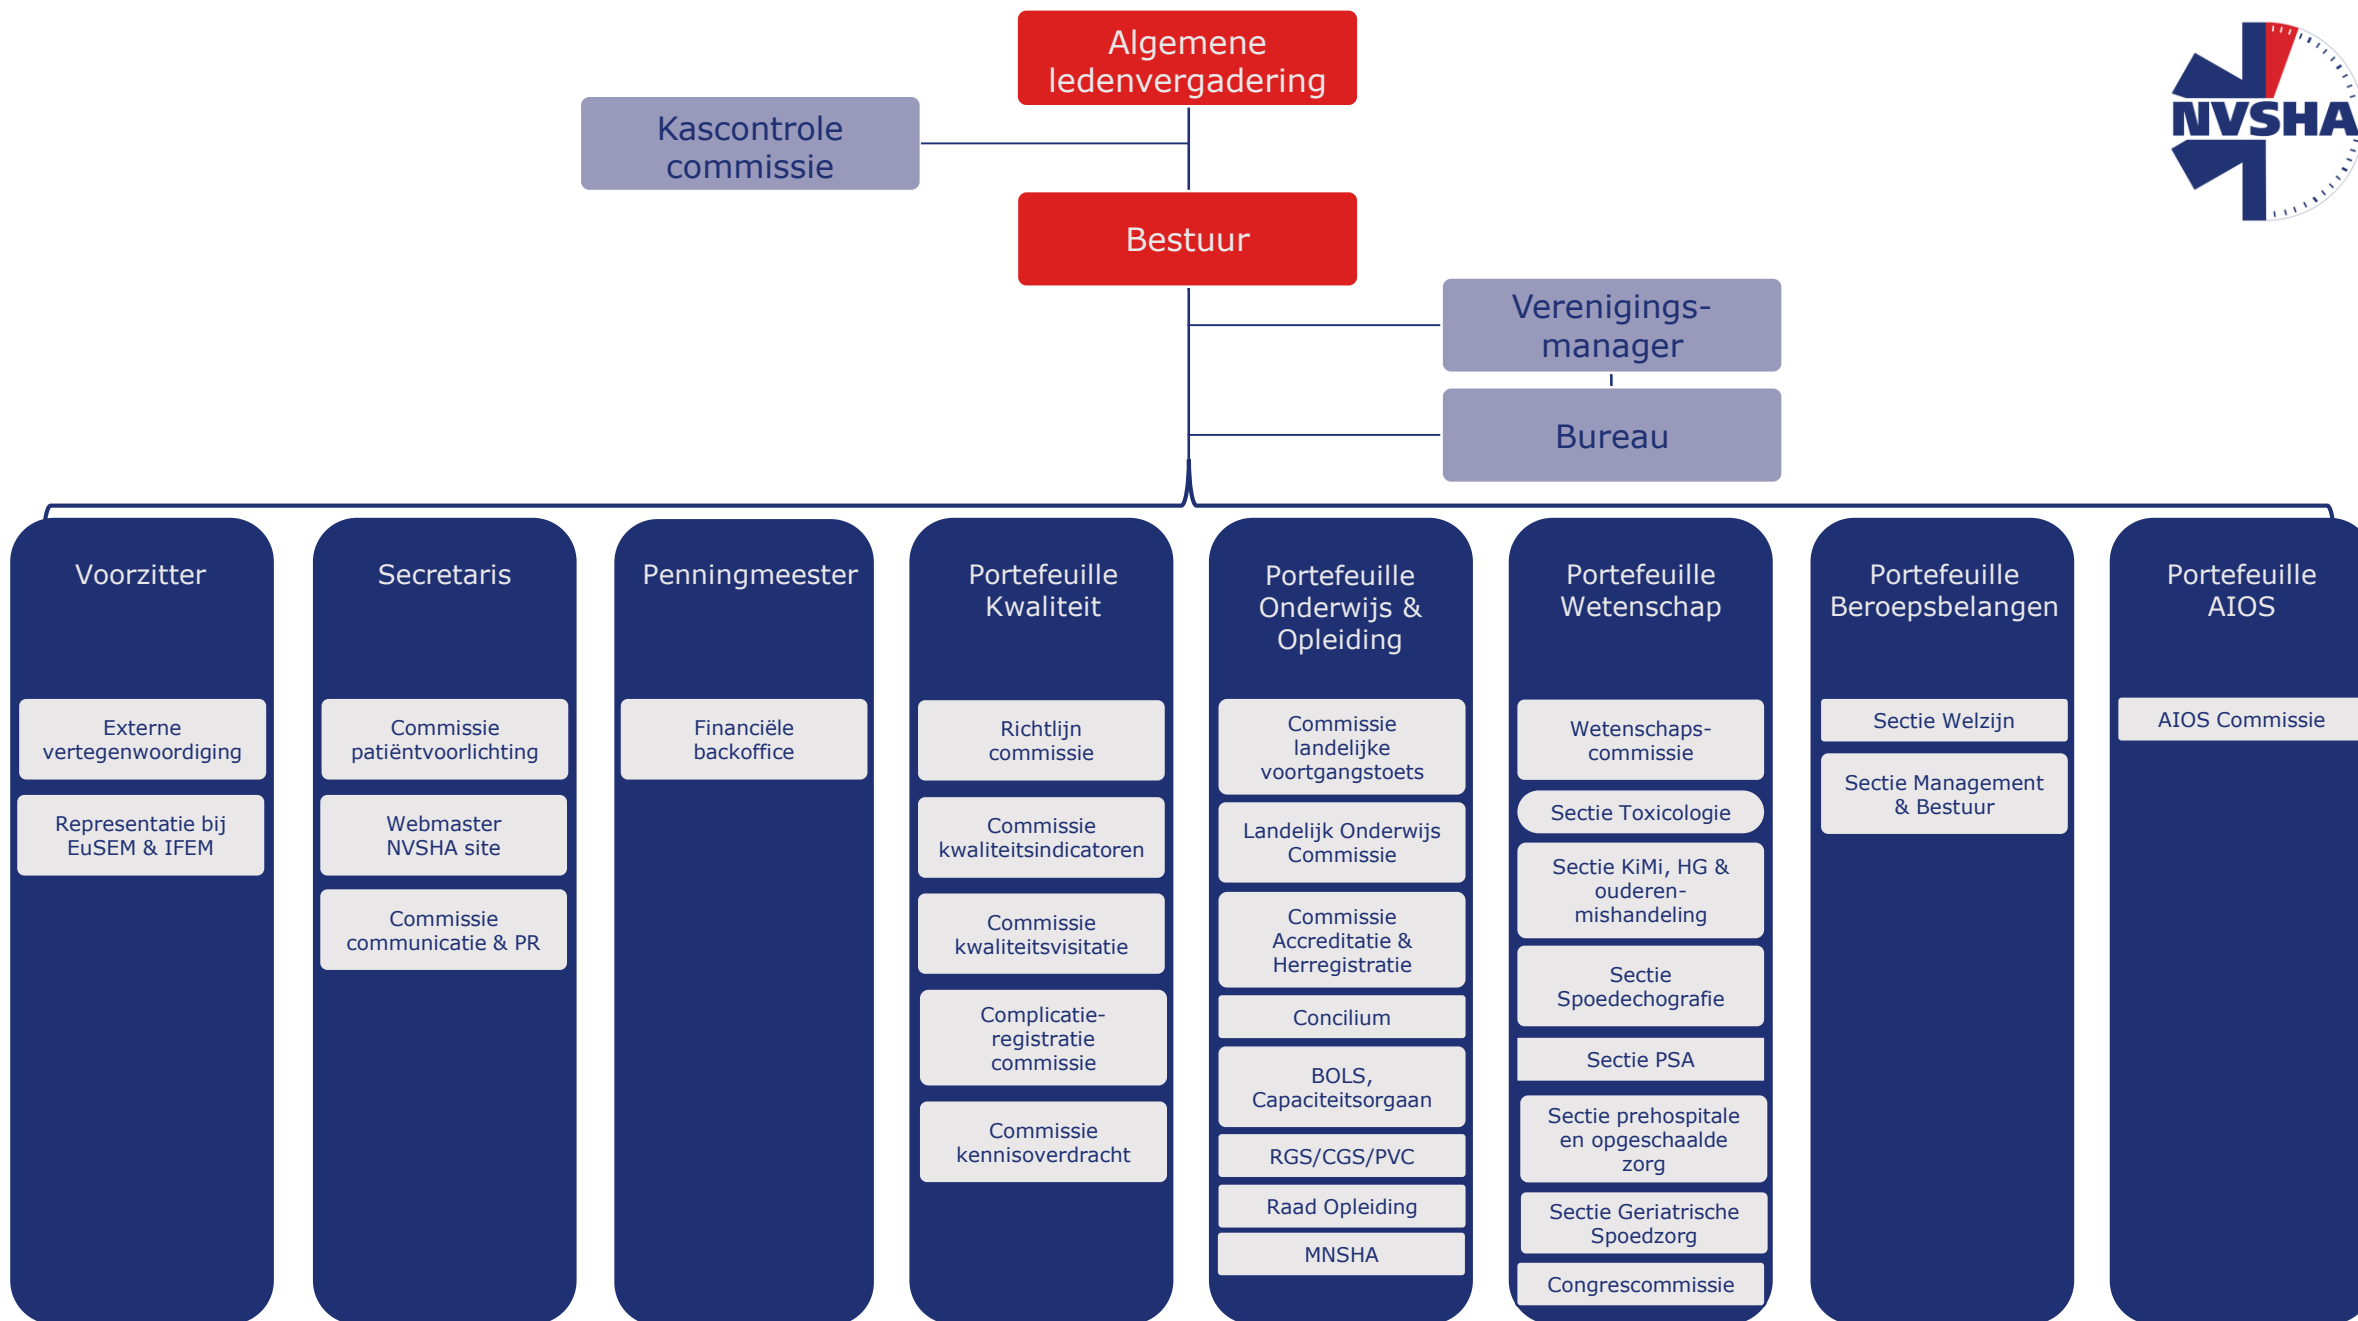 Algemene
ledenvergadering
NVSHA
Kascontrole
commissie
Bestuur
Verenigings-
manager
Bureau
Voorzitter
Externe
vertegenwoordiging
Representatie bij
EuSEM & IFEM
Secretaris
Commissie
patiëntvoorlichting
Webmaster
NVSHA site
Commissie
communicatie & PR
Penningmeester
Financiële
backoffice
Portefeuille
Kwaliteit
Richtlijn
commissie
Commissie
kwaliteitsindicatoren
Commissie
kwaliteitsvisitatie
Complicatie-
registratie
commissie
Commissie
kennisoverdracht
Portefeuille
Onderwijs &
Opleiding
Commissie
landelijke
voortgangstoets
Landelijk Onderwijs
Commissie
Commissie
Accreditatie &
Herregistratie
Concilium
BOLS,
Capaciteitsorgaan
RGS/CGS/PVC
Raad Opleiding
MNSHA
Portefeuille
Wetenschap
Wetenschaps-
commissie
Sectie Toxicologie
Sectie KiMi, HG &
ouderen-
mishandeling
Sectie
Spoedechografie
Sectie PSA
Sectie prehospitale
en opgeschaalde
zorg
Sectie Geriatrische
Spoedzorg
Congrescommissie
Portefeuille
Beroepsbelangen
Sectie Welzijn
Sectie Management
& Bestuur
Portefeuille
AIOS
AIOS Commissie